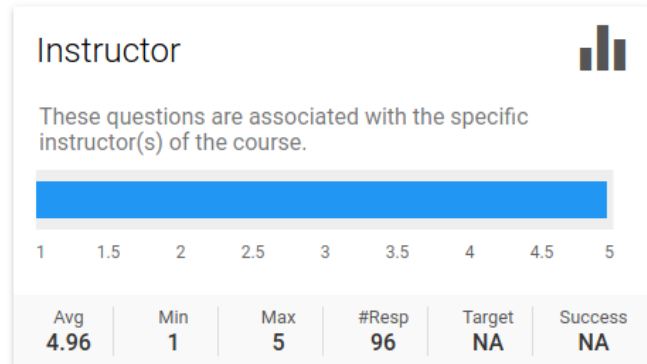 Instructor
These questions are associated with the specific
instructor(s) of the course.
1 1.5 2 2.5 3 3.5 4 4.5 5
Avg Min Max #Resp Target Success
4.96 1 5 96 NA NA